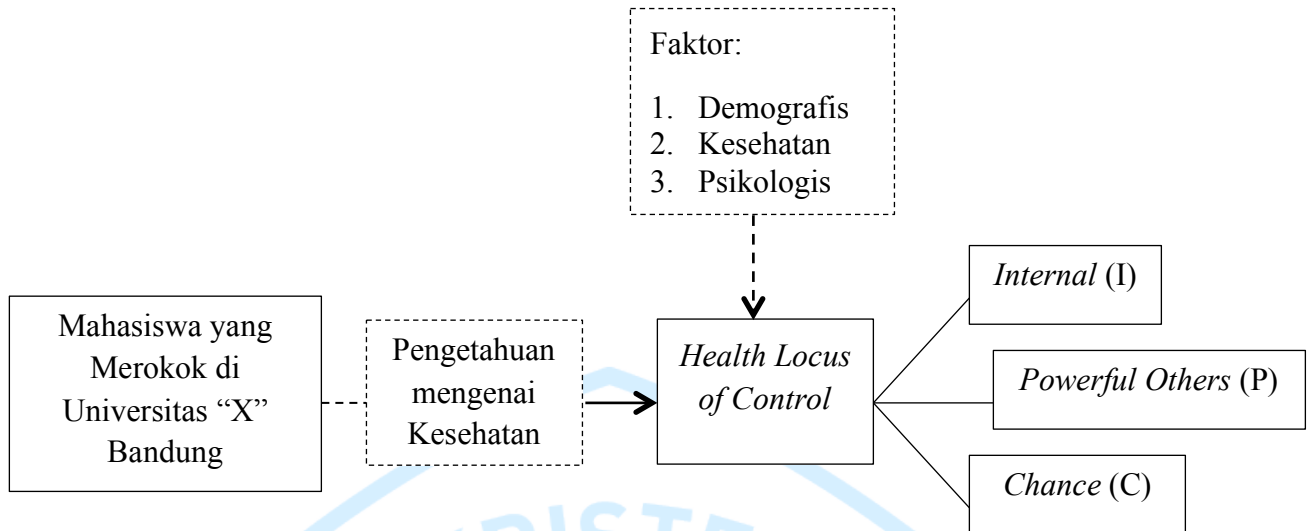 Faktor:
1. Demografis
2. Kesehatan
3. Psikologis
Mahasiswa yang
Merokok di
Universitas “X”
Bandung
Pengetahuan
mengenai
Kesehatan
Health Locus
of Control
Internal (I)
Powerful Others (P)
Chance (C)